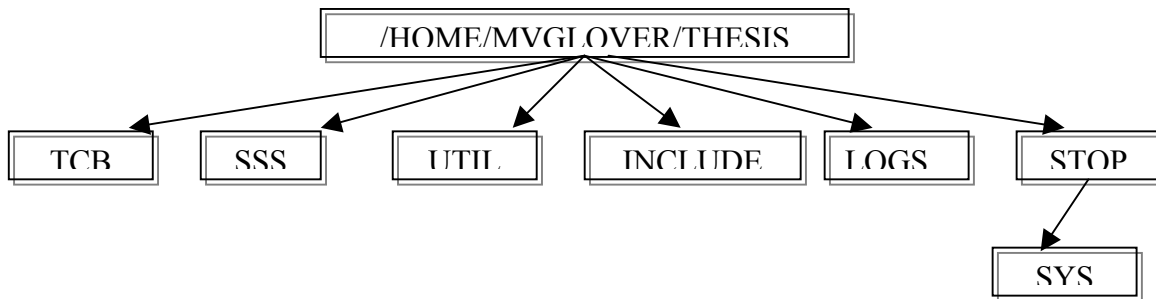 /HOME/MVGLOVER/THESIS
TCB
SSS
UTIL
INCLUDE
LOGS
STOP
SYS